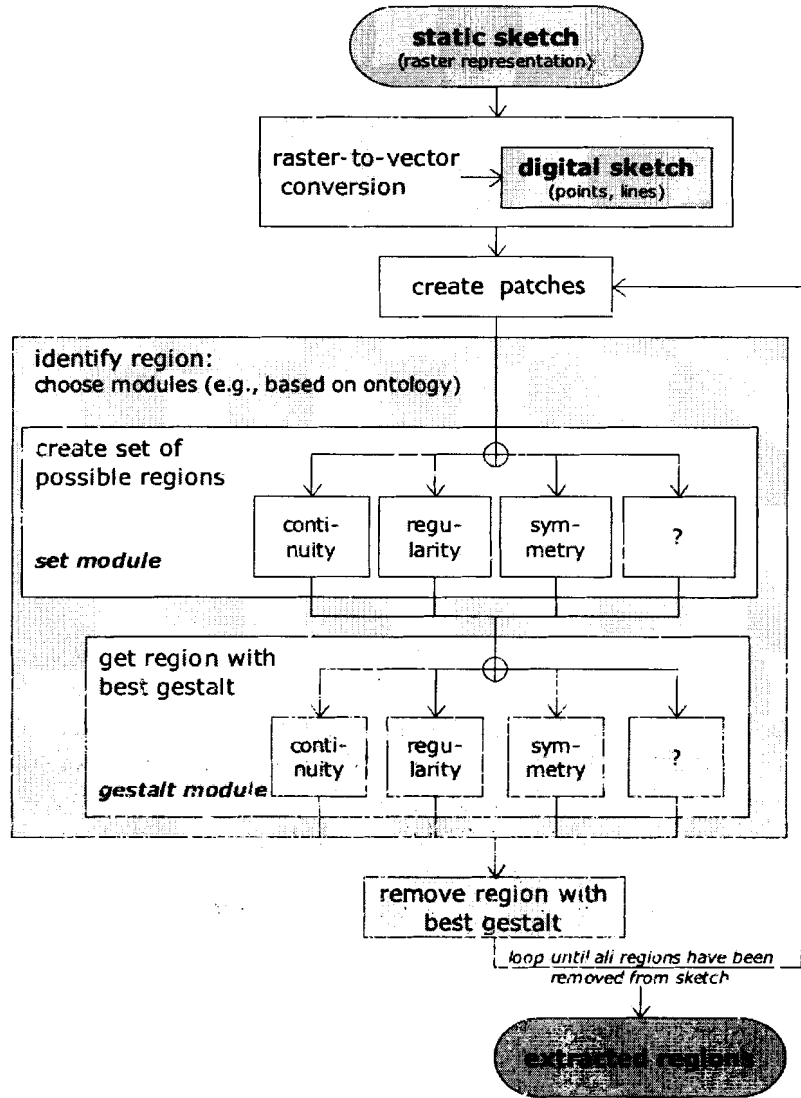 static sketch
(raster representation)
raster-to-vector
conversion
digital sketch
(points, lines)
create patches
identify region:
choose modules (e.g., based on ontology)
create set of
possible regions
set module
conti-
nuity
regu-
larity
sym-
metry
?
get region with
best gestalt
gestalt module
conti-
nuity
regu-
larity
sym-
metry
?
remove region with
best gestalt
loop until all regions have been
removed from sketch
extracted regions